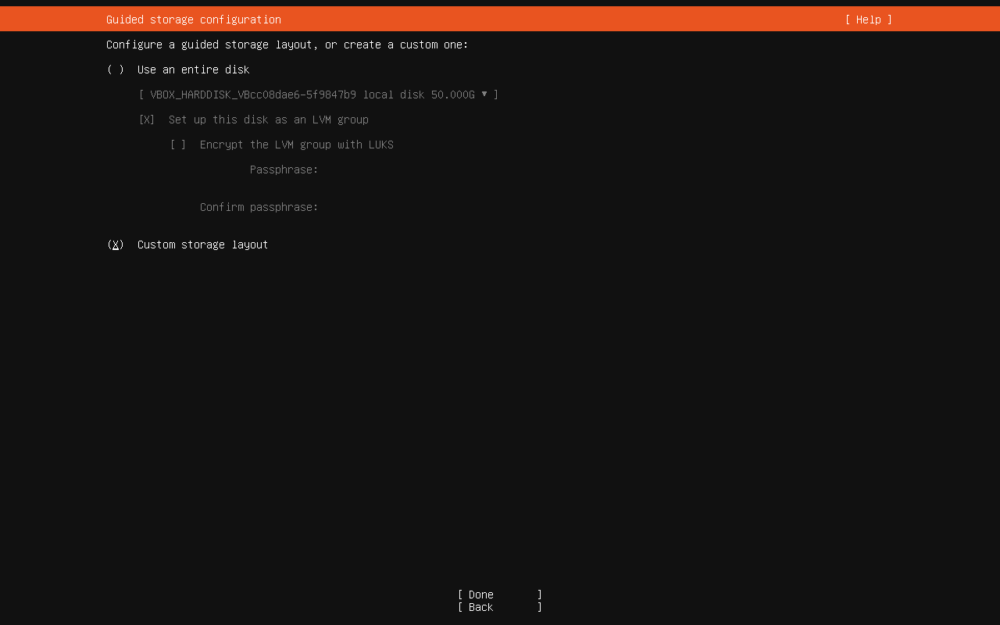 Guided storage configuration [ Help ]
Configure a guided storage layout, or create a custom one:
( ) Use an entire disk
[ VBOX_HARDDISK_VBcc08dae6-5f9847b9 local disk 50.000G ▾ ]
[X] Set up this disk as an LVM group
[ ] Encrypt the LVM group with LUKS
Passphrase:
Confirm passphrase:
(X) Custom storage layout
[ Done ]
[ Back ]